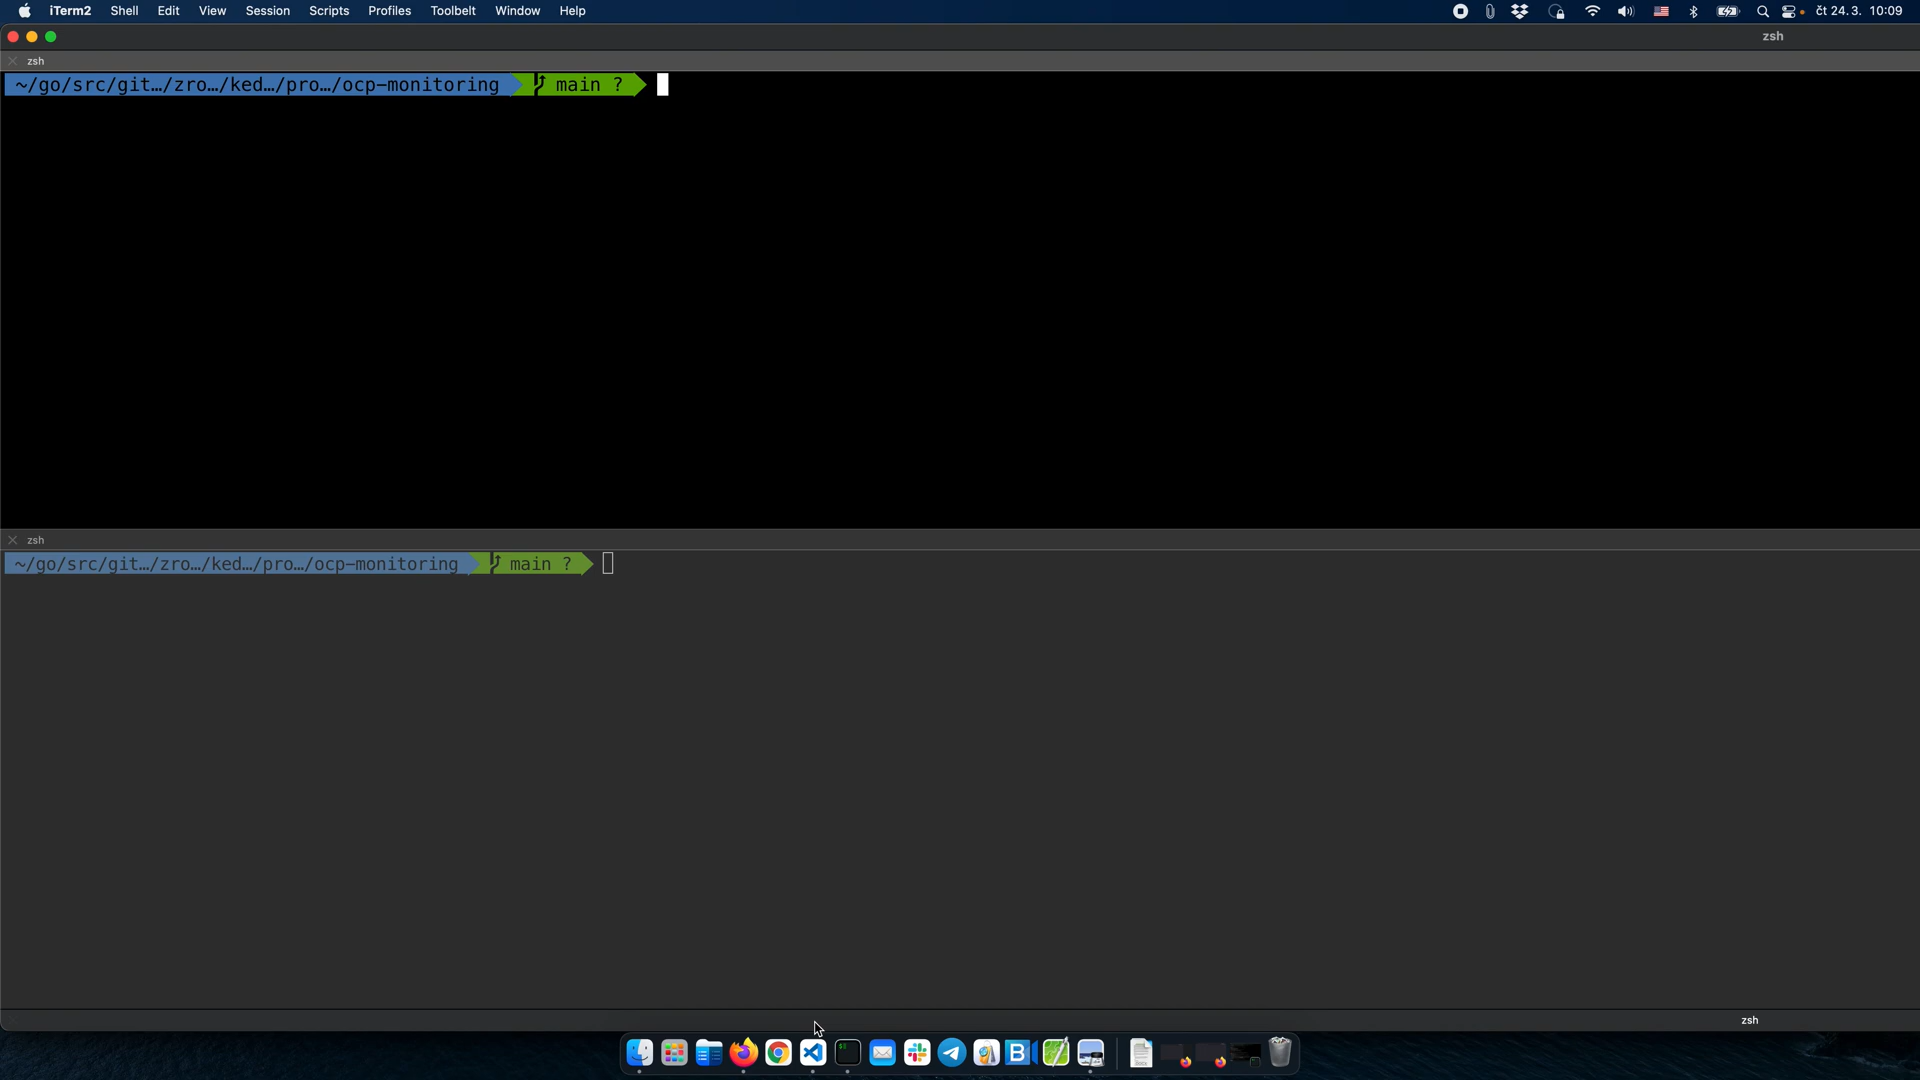 iTerm2 Shell Edit View Session Scripts Profiles Toolbelt Window Help čt 24.3. 10:09
zsh
zsh
~/go/src/git…/zro…/ked…/pro…/ocp-monitoring main ?
zsh
~/go/src/git…/zro…/ked…/pro…/ocp-monitoring main ?
zsh